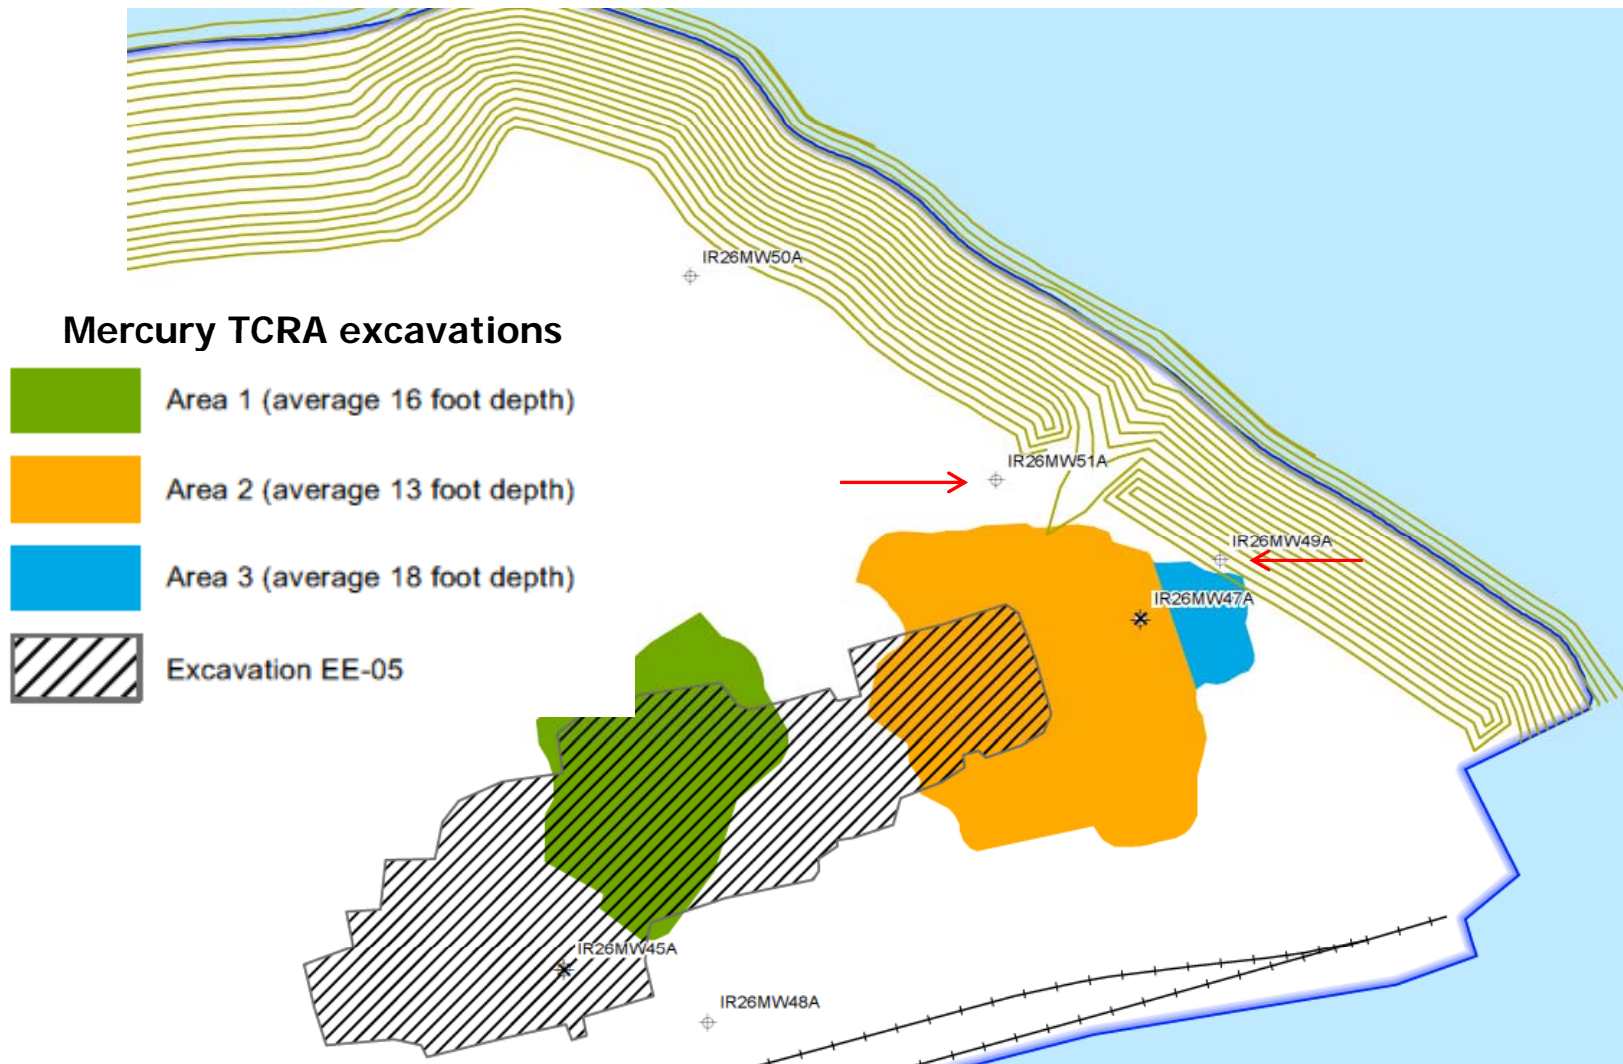 IR26MW50A
Mercury TCRA excavations
Area 1 (average 16 foot depth)
IR26MW51A
Area 2 (average 13 foot depth)
IR26MW49A
Area 3 (average 18 foot depth)
IR26MW47A
Excavation EE-05
IR26MW45A
IR26MW48A